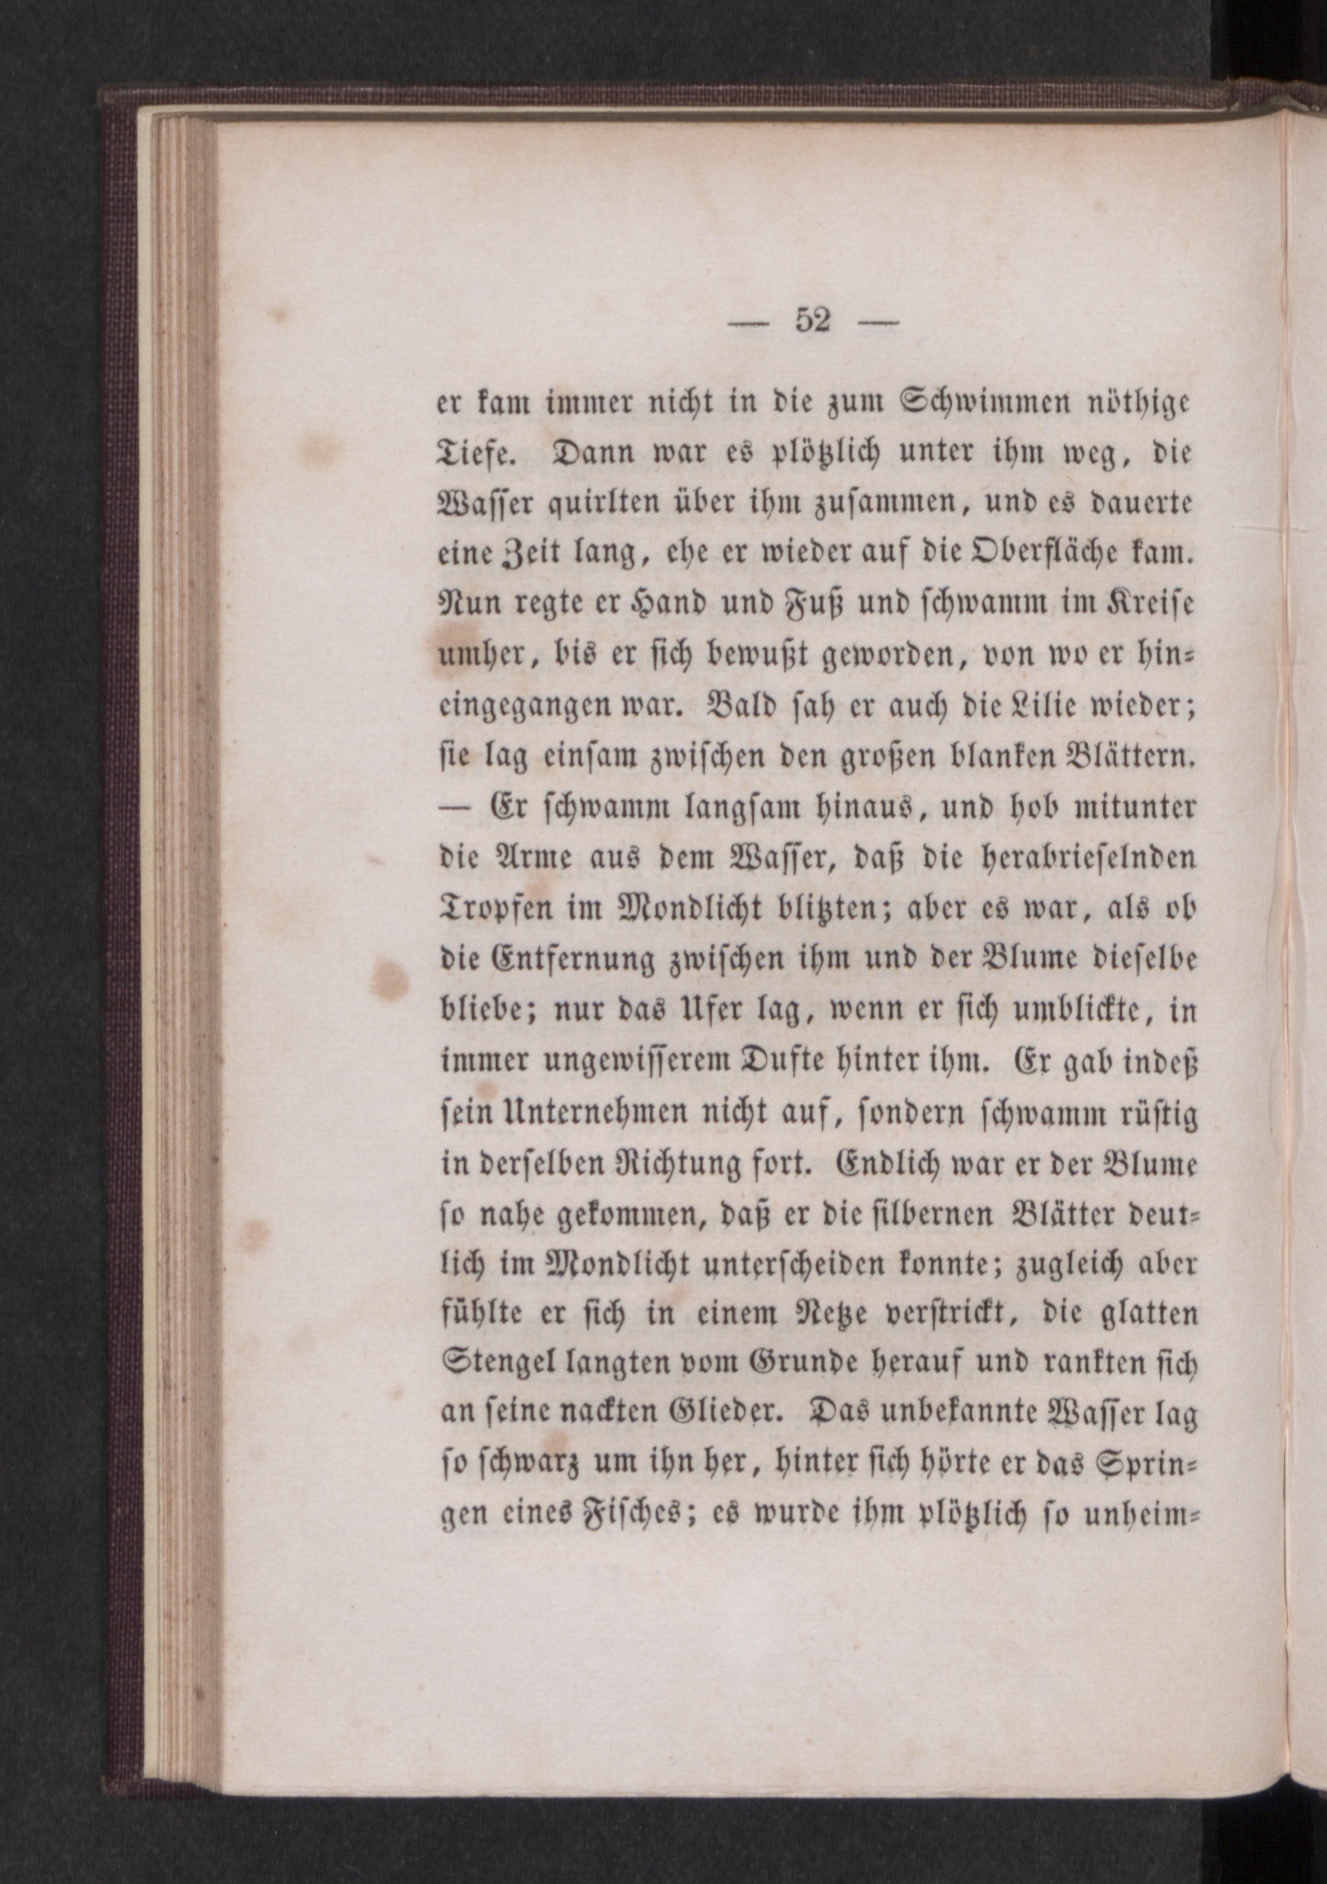 — 52 —
er kam immer nicht in die zum Schwimmen nöthige
Tiefe. Dann war es plötzlich unter ihm weg, die
Wasser quirlten über ihm zusammen, und es dauerte
eine Zeit lang, ehe er wieder auf die Oberfläche kam.
Nun regte er Hand und Fuß und schwamm im Kreise
umher, bis er sich bewußt geworden, von wo er hin-
eingegangen war. Bald sah er auch die Lilie wieder;
sie lag einsam zwischen den großen blanken Blättern.
— Er schwamm langsam hinaus, und hob mitunter
die Arme aus dem Wasser, daß die herabrieselnden
Tropfen im Mondlicht blitzten; aber es war, als ob
die Entfernung zwischen ihm und der Blume dieselbe
bliebe; nur das Ufer lag, wenn er sich umblickte, in
immer ungewisserem Dufte hinter ihm. Er gab indeß
sein Unternehmen nicht auf, sondern schwamm rüstig
in derselben Richtung fort. Endlich war er der Blume
so nahe gekommen, daß er die silbernen Blätter deut-
lich im Mondlicht unterscheiden konnte; zugleich aber
fühlte er sich in einem Netze verstrickt, die glatten
Stengel langten vom Grunde herauf und rankten sich
an seine nackten Glieder. Das unbekannte Wasser lag
so schwarz um ihn her, hinter sich hörte er das Sprin-
gen eines Fisches; es wurde ihm plötzlich so unheim-